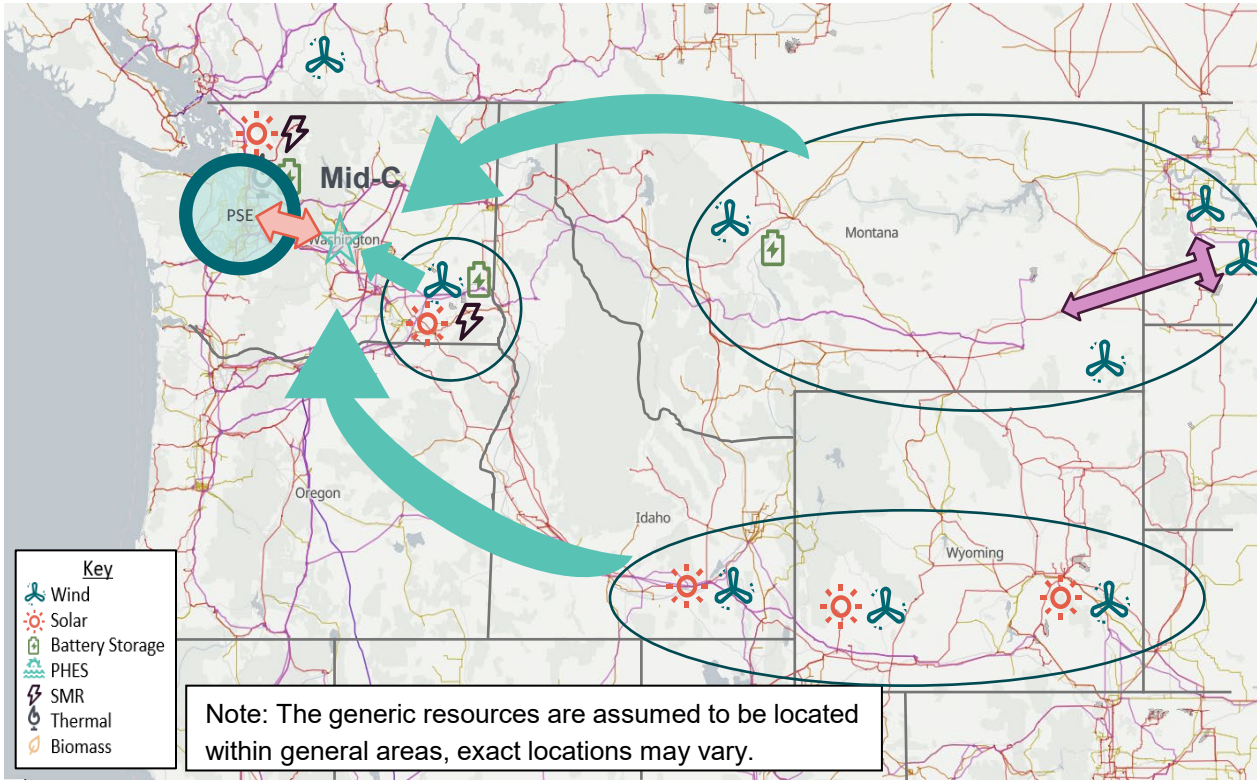 Mid-C
PSE
Washington
Montana
Oregon
Idaho
Wyoming
Key
Wind
Solar
Battery Storage
PHES
SMR
Thermal
Biomass
Note: The generic resources are assumed to be located
within general areas, exact locations may vary.